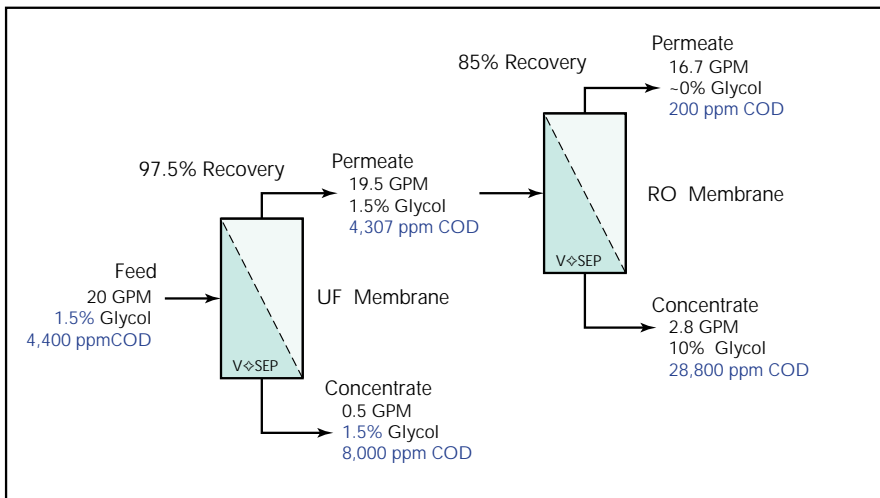 Feed
20 GPM
1.5% Glycol
4,400 ppmCOD
97.5% Recovery
V✧SEP
UF Membrane
Permeate
19.5 GPM
1.5% Glycol
4,307 ppm COD
Concentrate
0.5 GPM
1.5% Glycol
8,000 ppm COD
85% Recovery
V✧SEP
RO Membrane
Permeate
16.7 GPM
~0% Glycol
200 ppm COD
Concentrate
2.8 GPM
10% Glycol
28,800 ppm COD